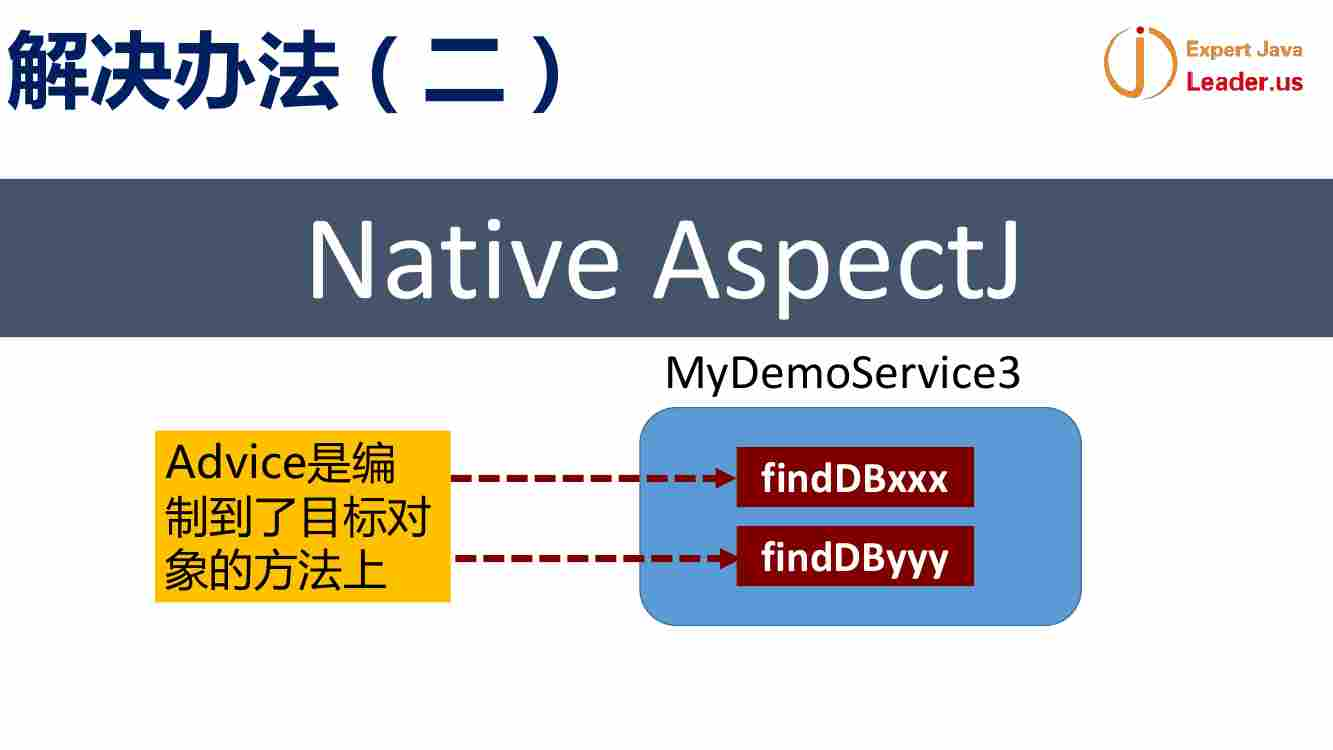 解决办法（二）
Expert Java
Leader.us
Native AspectJ
MyDemoService3
Advice是编
制到了目标对
象的方法上
findDBxxx
findDByyy